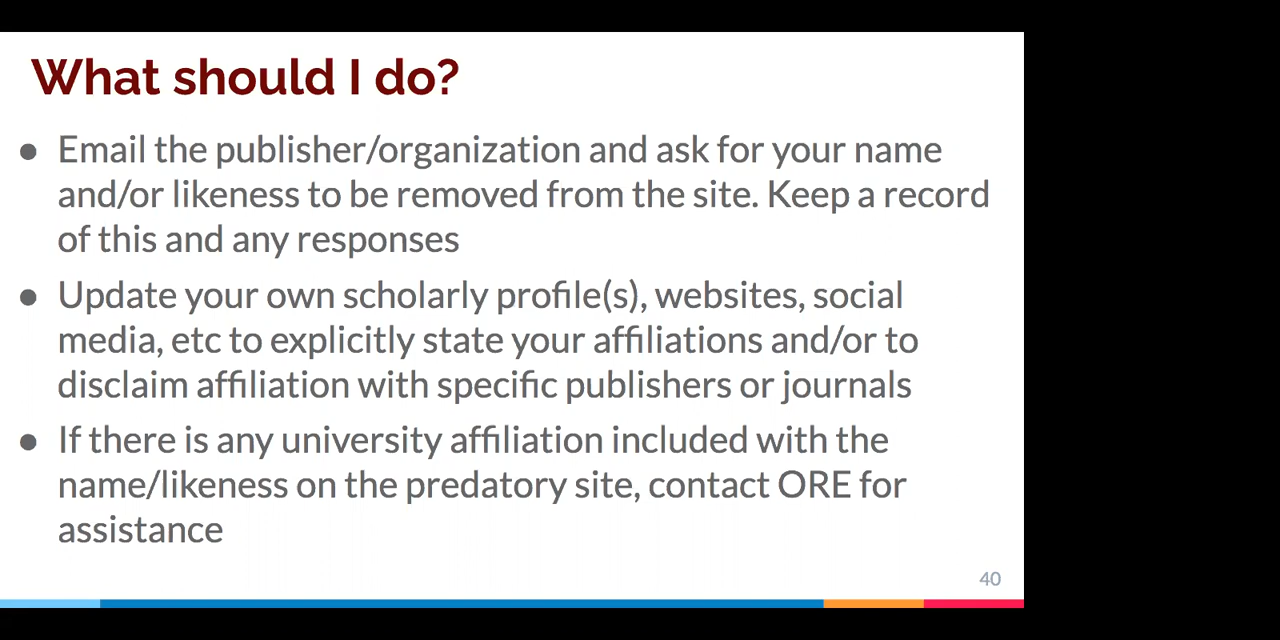 What should I do?
● Email the publisher/organization and ask for your name
and/or likeness to be removed from the site. Keep a record
of this and any responses
● Update your own scholarly profile(s), websites, social
media, etc to explicitly state your affiliations and/or to
disclaim affiliation with specific publishers or journals
● If there is any university affiliation included with the
name/likeness on the predatory site, contact ORE for
assistance
40